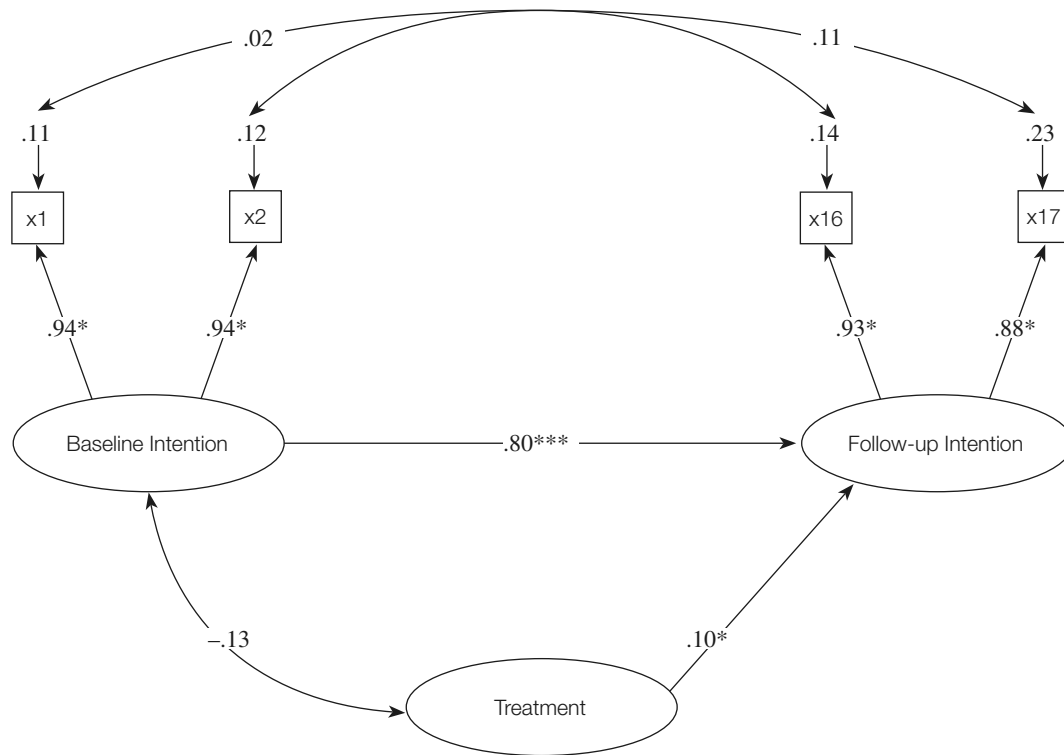 .02
.11
.11
.12
.14
.23
x1
x2
x16
x17
.94*
.94*
.93*
.88*
Baseline Intention
.80***
Follow-up Intention
–.13
.10*
Treatment